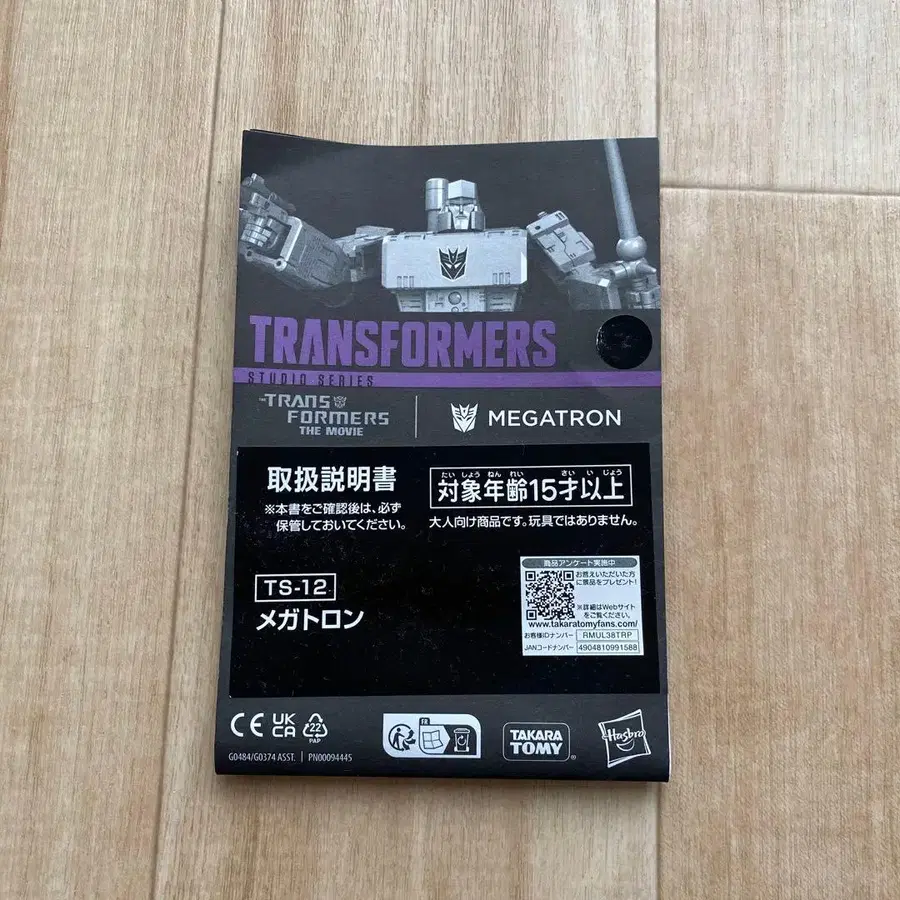 TRANSFORMERS
STUDIO SERIES
THE TRANSFORMERS
THE MOVIE
MEGATRON
取扱説明書
※本書をご確認後は、必ず
保管しておいてください。
たいしょうねんれい さいいじょう
対象年齢15才以上
大人向け商品です。玩具ではありません。
TS-12
メガトロン
商品アンケート実施中
お答えいただいた方
に景品をプレゼント!
※詳細はWebサイト
をご覧ください。
www.takaratomyfans.com/
お客様IDナンバー RMUL38TRP
JANコードナンバー 4904810991588
CE UK CA 22 PAP
FR
TAKARA TOMY ®
Hasbro
G0484/G0374 ASST. | PN00094445